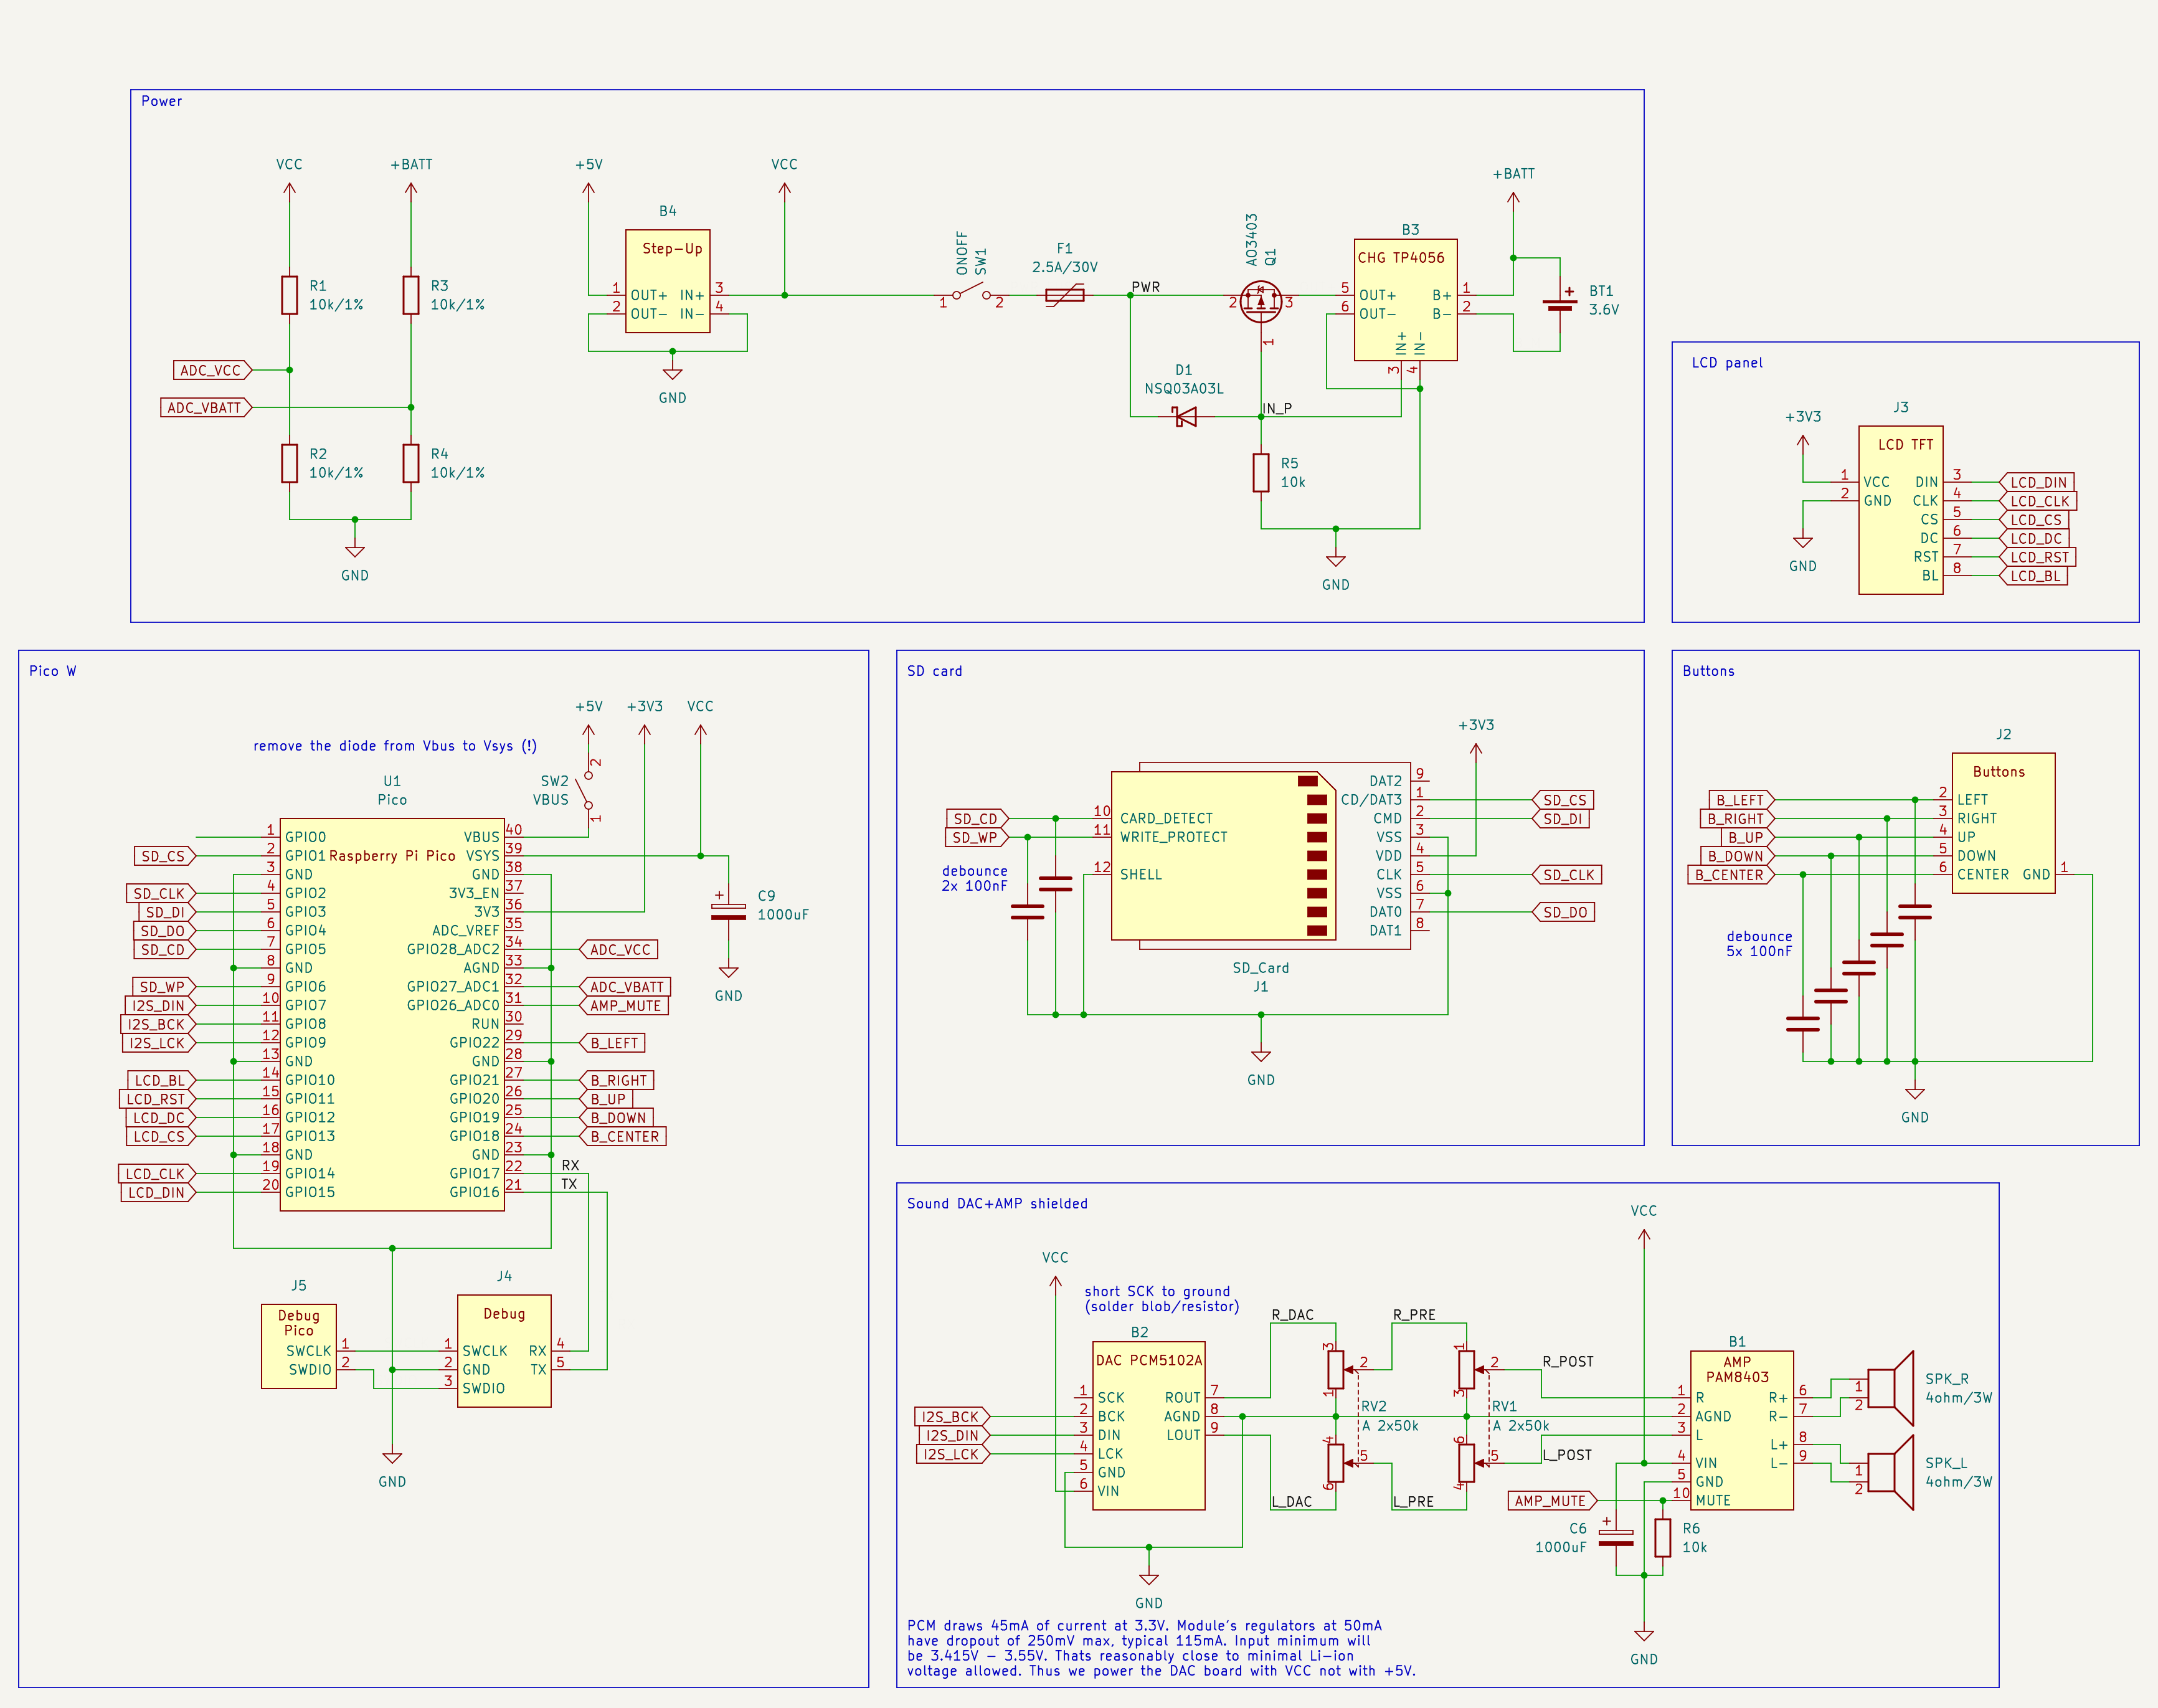 Power
VCC
+BATT
+5V
VCC
+BATT
B4
Step-Up
1 OUT+ IN+ 3
2 OUT- IN- 4
GND
ONOFF
SW1
1
2
F1
2.5A/30V
PWR
AO3403
Q1
2
3
1
B3
CHG TP4056
5 OUT+ B+ 1
6 OUT- B- 2
IN+
IN-
3
4
BT1
3.6V
R1
10k/1%
R3
10k/1%
ADC_VCC
ADC_VBATT
R2
10k/1%
R4
10k/1%
GND
D1
NSQ03A03L
IN_P
R5
10k
GND
LCD panel
+3V3
J3
LCD TFT
1 VCC DIN 3 LCD_DIN
2 GND CLK 4 LCD_CLK
CS 5 LCD_CS
DC 6 LCD_DC
RST 7 LCD_RST
BL 8 LCD_BL
GND
Pico W
+5V
+3V3
VCC
remove the diode from Vbus to Vsys (!)
SW2
VBUS
2
1
U1
Pico
Raspberry Pi Pico
1 GPIO0 VBUS 40
SD_CS 2 GPIO1 VSYS 39
3 GND GND 38
SD_CLK 4 GPIO2 3V3_EN 37
SD_DI 5 GPIO3 3V3 36
SD_DO 6 GPIO4 ADC_VREF 35
SD_CD 7 GPIO5 GPIO28_ADC2 34 ADC_VCC
8 GND AGND 33
SD_WP 9 GPIO6 GPIO27_ADC1 32 ADC_VBATT
I2S_DIN 10 GPIO7 GPIO26_ADC0 31 AMP_MUTE
I2S_BCK 11 GPIO8 RUN 30
I2S_LCK 12 GPIO9 GPIO22 29 B_LEFT
13 GND GND 28
LCD_BL 14 GPIO10 GPIO21 27 B_RIGHT
LCD_RST 15 GPIO11 GPIO20 26 B_UP
LCD_DC 16 GPIO12 GPIO19 25 B_DOWN
LCD_CS 17 GPIO13 GPIO18 24 B_CENTER
18 GND GND 23
LCD_CLK 19 GPIO14 GPIO17 22 RX
LCD_DIN 20 GPIO15 GPIO16 21 TX
+
C9
1000uF
GND
J5
Debug
Pico
SWCLK 1
SWDIO 2
J4
Debug
1 SWCLK RX 4
2 GND TX 5
3 SWDIO
GND
SD card
+3V3
DAT2 9
CD/DAT3 1 SD_CS
SD_CD 10 CARD_DETECT CMD 2 SD_DI
SD_WP 11 WRITE_PROTECT VSS 3
VDD 4
12 SHELL CLK 5 SD_CLK
VSS 6
DAT0 7 SD_DO
DAT1 8
debounce
2x 100nF
SD_Card
J1
GND
Buttons
J2
Buttons
B_LEFT 2 LEFT
B_RIGHT 3 RIGHT
B_UP 4 UP
B_DOWN 5 DOWN
B_CENTER 6 CENTER GND 1
debounce
5x 100nF
GND
Sound DAC+AMP shielded
VCC
VCC
short SCK to ground
(solder blob/resistor)
B2
DAC PCM5102A
1 SCK ROUT 7
I2S_BCK 2 BCK AGND 8
I2S_DIN 3 DIN LOUT 9
I2S_LCK 4 LCK
5 GND
6 VIN
GND
R_DAC
R_PRE
R_POST
3
2
1
1
2
3
RV2
A 2x50k
RV1
A 2x50k
4
5
6
6
5
4
L_DAC
L_PRE
L_POST
B1
AMP
PAM8403
1 R R+ 6
2 AGND R- 7
3 L L+ 8
4 VIN L- 9
5 GND
AMP_MUTE 10 MUTE
1
2
SPK_R
4ohm/3W
1
2
SPK_L
4ohm/3W
+
C6
1000uF
R6
10k
GND
PCM draws 45mA of current at 3.3V. Module's regulators at 50mA
have dropout of 250mV max, typical 115mA. Input minimum will
be 3.415V - 3.55V. Thats reasonably close to minimal Li-ion
voltage allowed. Thus we power the DAC board with VCC not with +5V.